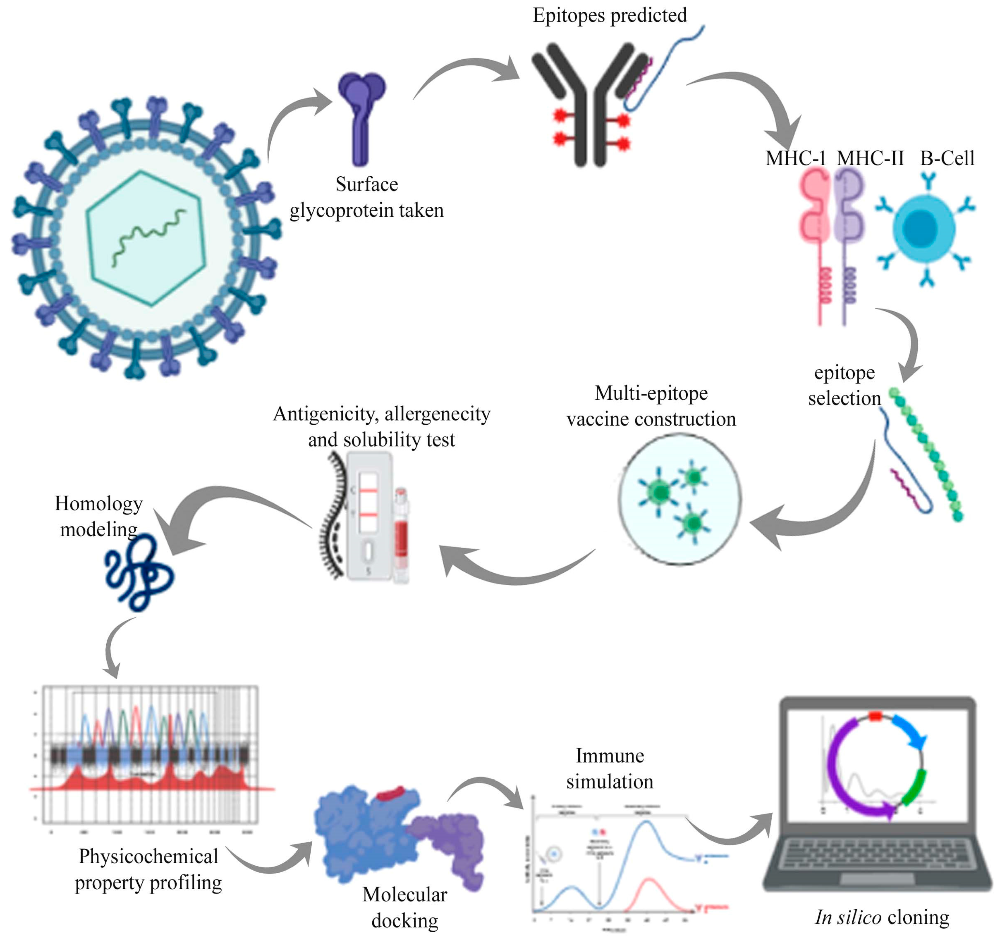 Epitopes predicted
Surface
glycoprotein taken
MHC-1 MHC-II B-Cell
epitope
selection
Multi-epitope
vaccine construction
Antigenicity, allergenecity
and solubility test
C
T
S
Homology
modeling
Physicochemical
property profiling
Molecular
docking
Immune
simulation
In silico cloning